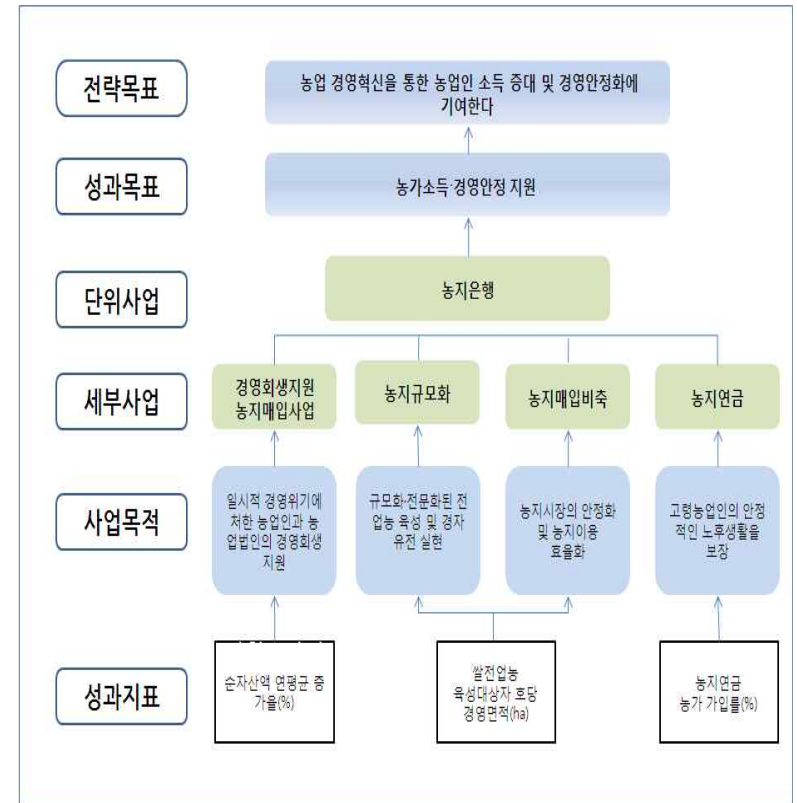 전략목표
농업 경영혁신을 통한 농업인 소득 증대 및 경영안정화에
기여한다
성과목표
농가소득·경영안정 지원
단위사업
농지은행
세부사업
경영회생지원
농지매입사업
농지규모화
농지매입비축
농지연금
사업목적
일시적 경영위기에
처한 농업인과 농
업법인의 경영회생
지원
규모화·전문화된 전
업농 육성 및 경자
유전 실현
농지시장의 안정화
및 농지이용
효율화
고령농업인의 안정
적인 노후생활을
보장
성과지표
순자산액 연평균 증
가율(%)
쌀전업농
육성대상자 호당
경영면적(ha)
농지연금
농가 가입률(%)